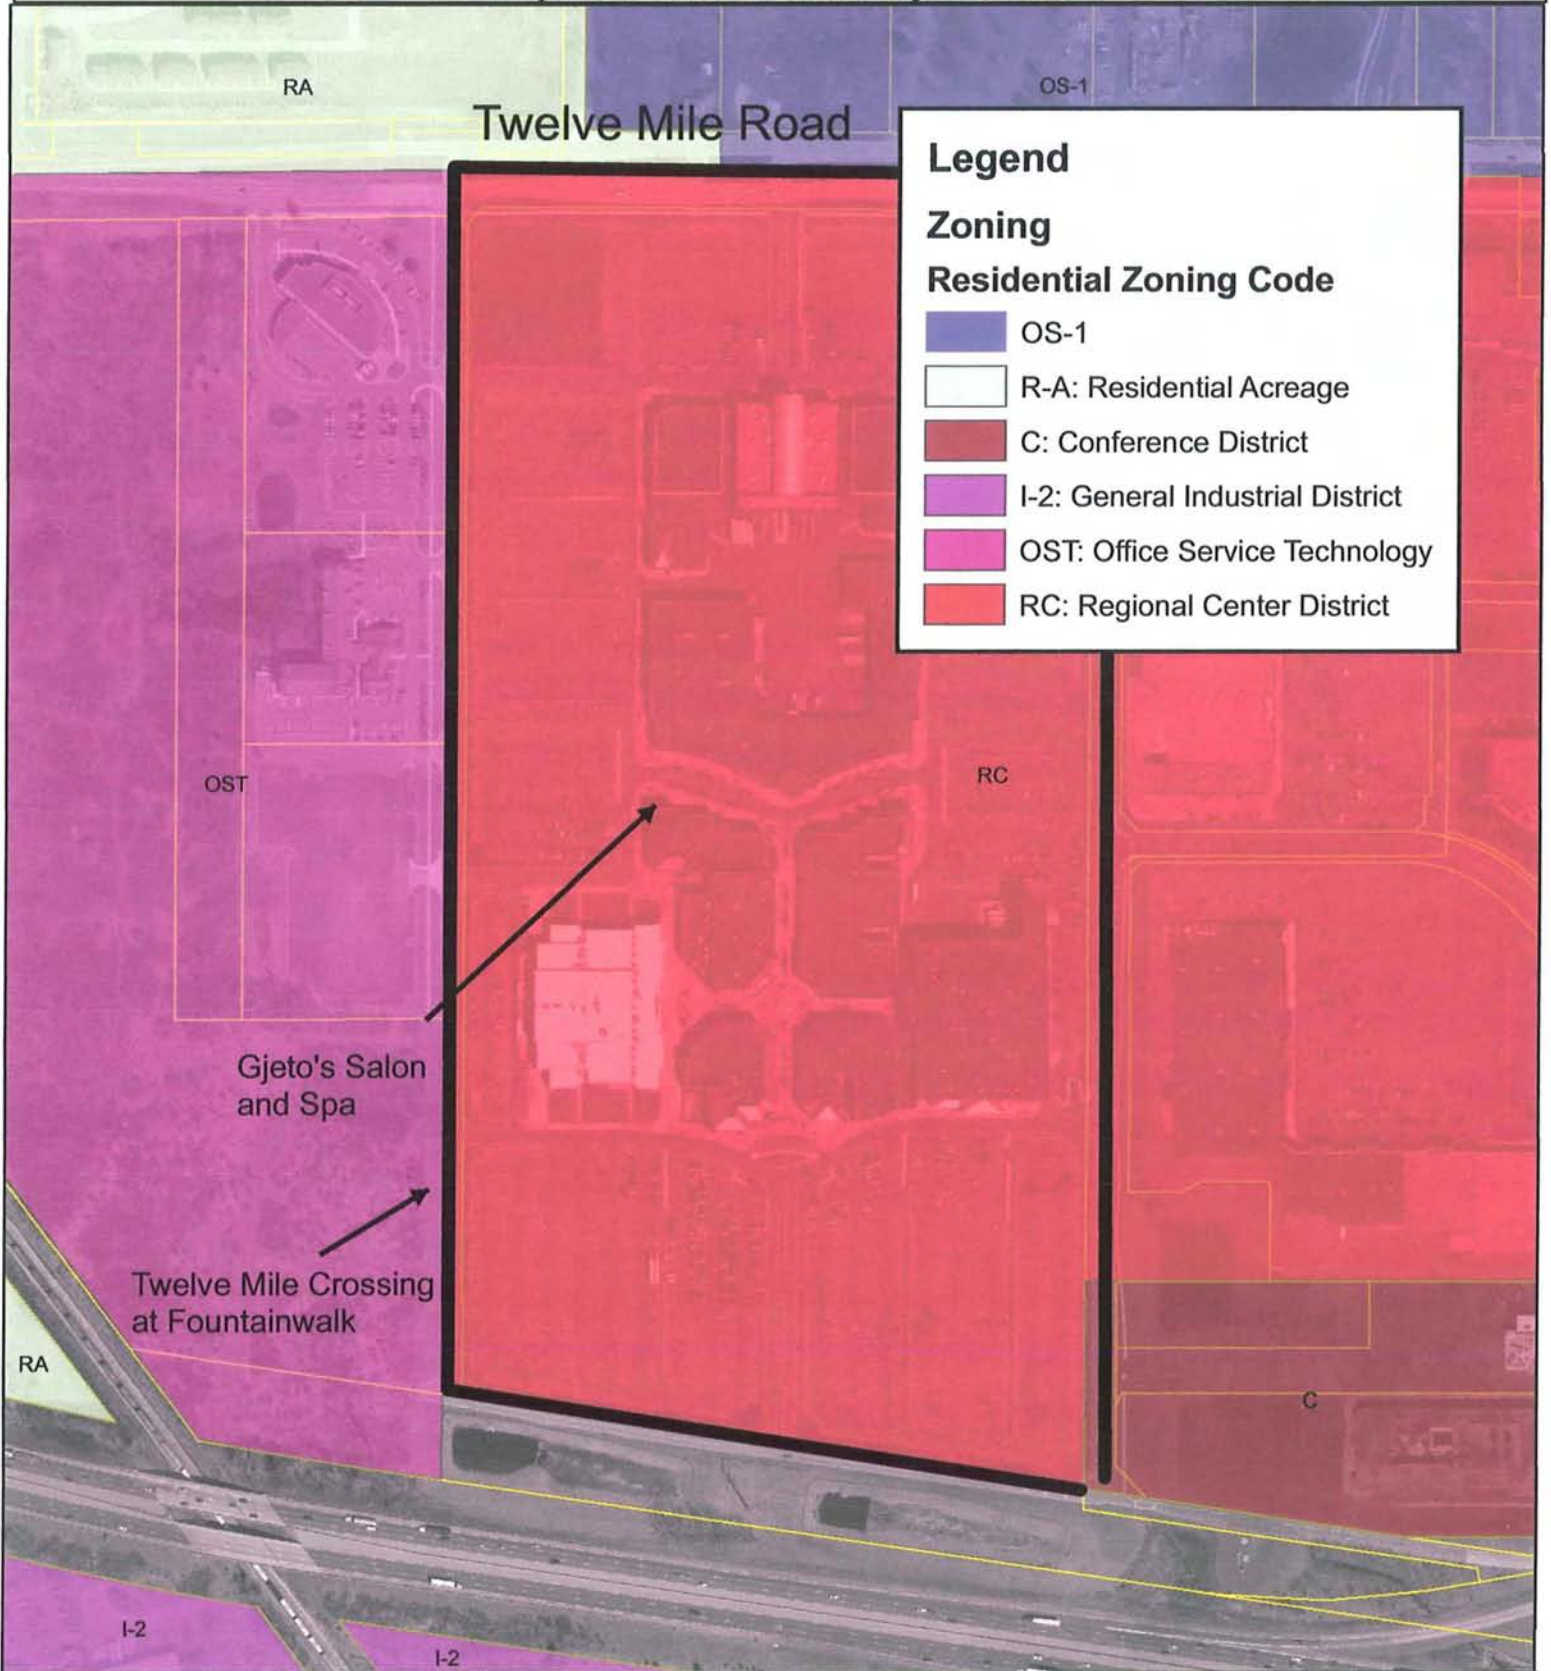 RA
OS-1
Twelve Mile Road
Legend
Zoning
Residential Zoning Code
OS-1
R-A: Residential Acreage
C: Conference District
I-2: General Industrial District
OST: Office Service Technology
RC: Regional Center District
OST
RC
Gjeto's Salon
and Spa
Twelve Mile Crossing
at Fountainwalk
RA
C
I-2
I-2